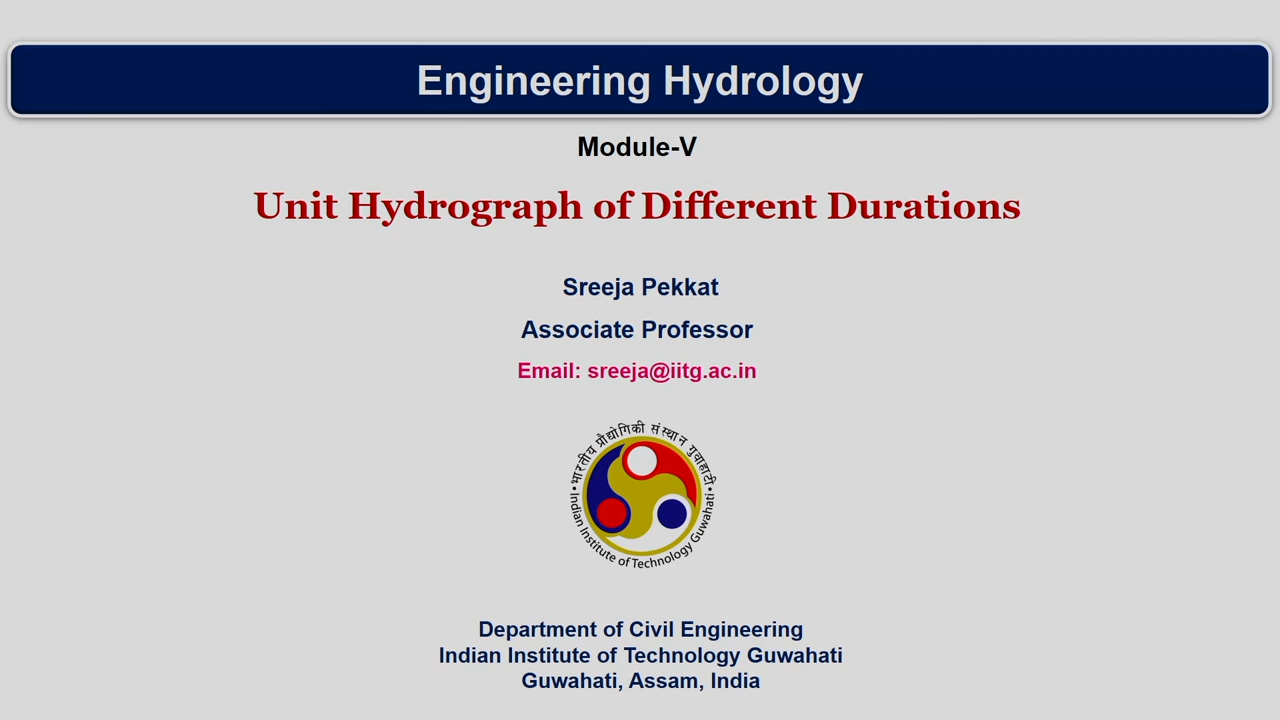 Engineering Hydrology
Module-V
Unit Hydrograph of Different Durations
Sreeja Pekkat
Associate Professor
Email: sreeja@iitg.ac.in
•भारतीय प्रौद्योगिकी संस्थान गुवाहाटी•
Indian Institute of Technology Guwahati
Department of Civil Engineering
Indian Institute of Technology Guwahati
Guwahati, Assam, India